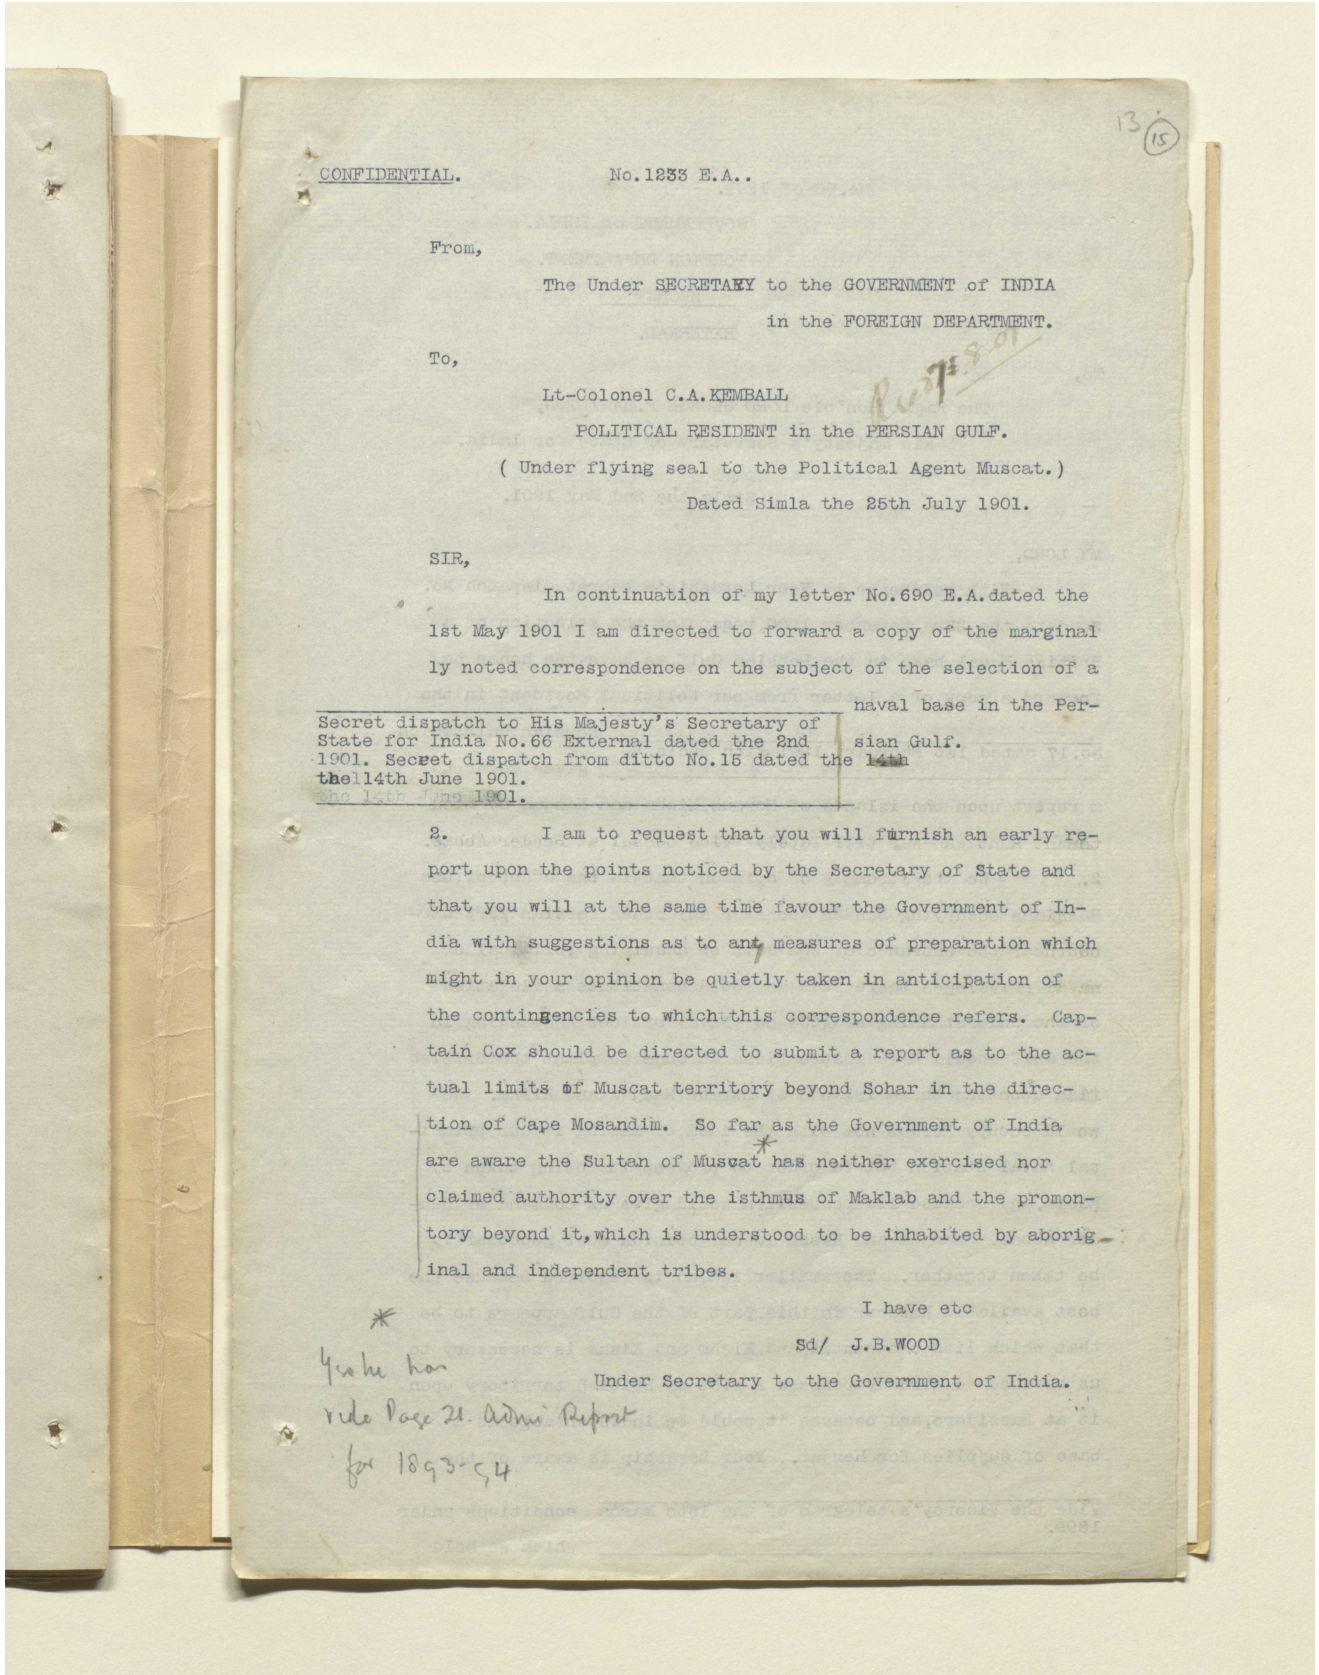 13
15
CONFIDENTIAL. No.1233 E.A..
From,
The Under SECRETARY to the GOVERNMENT of INDIA
in the FOREIGN DEPARTMENT.
To,
Lt-Colonel C.A.KEMBALL
POLITICAL RESIDENT in the PERSIAN GULF.
( Under flying seal to the Political Agent Muscat.)
Dated Simla the 25th July 1901.
SIR,
In continuation of my letter No.690 E.A.dated the
1st May 1901 I am directed to forward a copy of the marginal
ly noted correspondence on the subject of the selection of a
naval base in the Per-
Secret dispatch to His Majesty's Secretary of
State for India No.66 External dated the 2nd
sian Gulf.
1901. Secret dispatch from ditto No.15 dated the 14th
the 14th June 1901.
the 14th June 1901.
2. I am to request that you will furnish an early re-
port upon the points noticed by the Secretary of State and
that you will at the same time favour the Government of In-
dia with suggestions as to any measures of preparation which
might in your opinion be quietly taken in anticipation of
the contingencies to which this correspondence refers. Cap-
tain Cox should be directed to submit a report as to the ac-
tual limits of Muscat territory beyond Sohar in the direc-
tion of Cape Mosandim. So far as the Government of India
are aware the Sultan of Muscat * has neither exercised nor
claimed authority over the isthmus of Maklab and the promon-
tory beyond it,which is understood to be inhabited by aborig-
inal and independent tribes.
I have etc
Sd/ J.B.WOOD
Under Secretary to the Government of India.
*
Yes he has
vide Page 21. Admi Report
for 1893-94